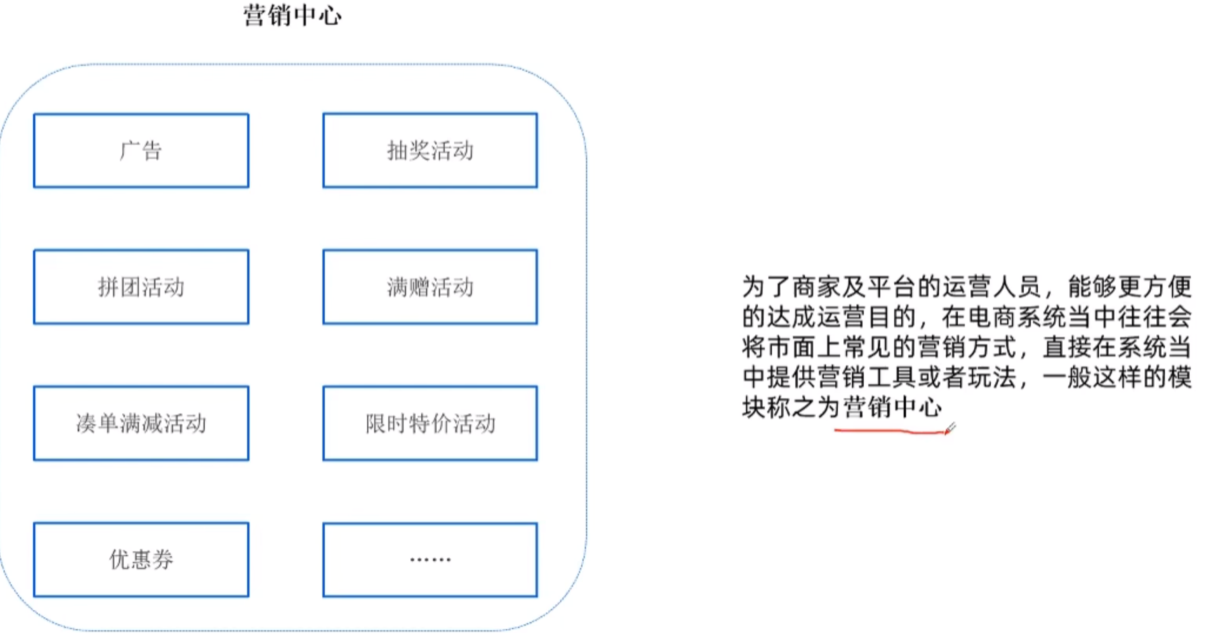 营销中心
广告
抽奖活动
拼团活动
满赠活动
凑单满减活动
限时特价活动
优惠券
……
为了商家及平台的运营人员，能够更方便
的达成运营目的，在电商系统当中往往会
将市面上常见的营销方式，直接在系统当
中提供营销工具或者玩法，一般这样的模
块称之为营销中心